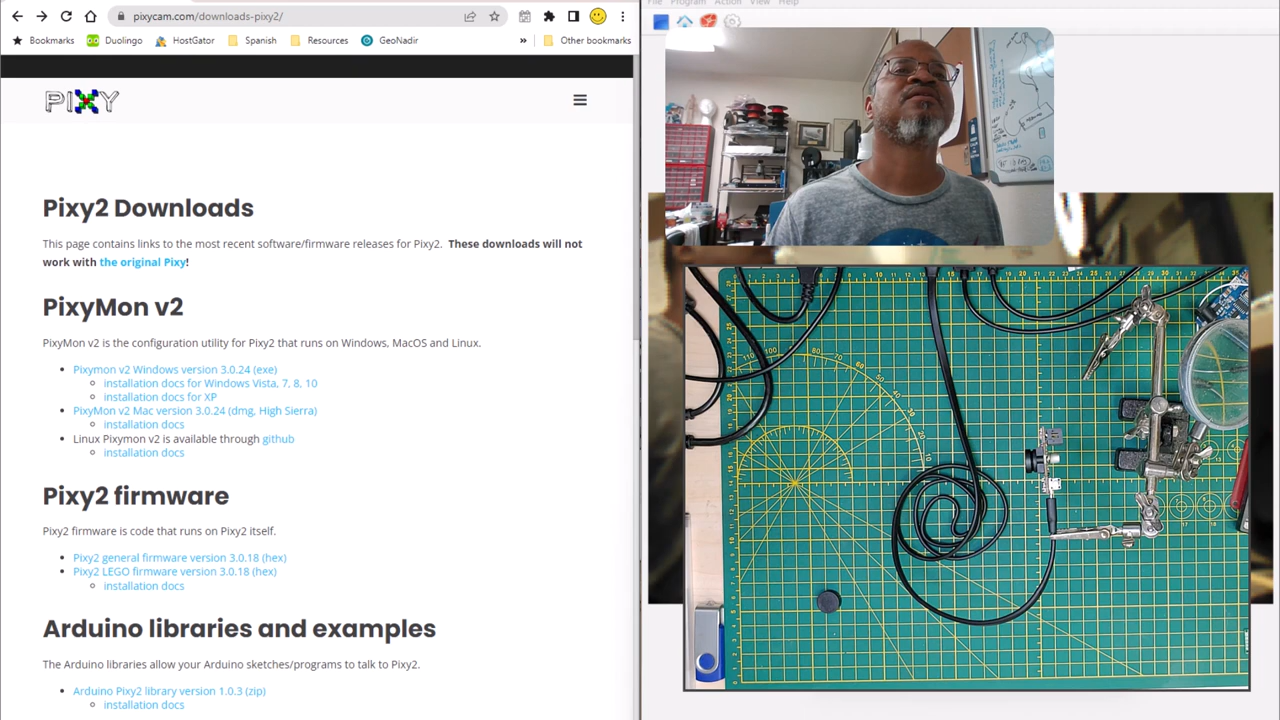 pixycam.com/downloads-pixy2/
Bookmarks
Duolingo
HostGator
Spanish
Resources
GeoNadir
»
Other bookmarks
File Program Action View Help
PIXY
Pixy2 Downloads
This page contains links to the most recent software/firmware releases for Pixy2. These downloads will not
work with the original Pixy!
PixyMon v2
PixyMon v2 is the configuration utility for Pixy2 that runs on Windows, MacOS and Linux.
Pixymon v2 Windows version 3.0.24 (exe)
installation docs for Windows Vista, 7, 8, 10
installation docs for XP
PixyMon v2 Mac version 3.0.24 (dmg, High Sierra)
installation docs
Linux Pixymon v2 is available through github
installation docs
Pixy2 firmware
Pixy2 firmware is code that runs on Pixy2 itself.
Pixy2 general firmware version 3.0.18 (hex)
Pixy2 LEGO firmware version 3.0.18 (hex)
installation docs
Arduino libraries and examples
The Arduino libraries allow your Arduino sketches/programs to talk to Pixy2.
Arduino Pixy2 library version 1.0.3 (zip)
installation docs